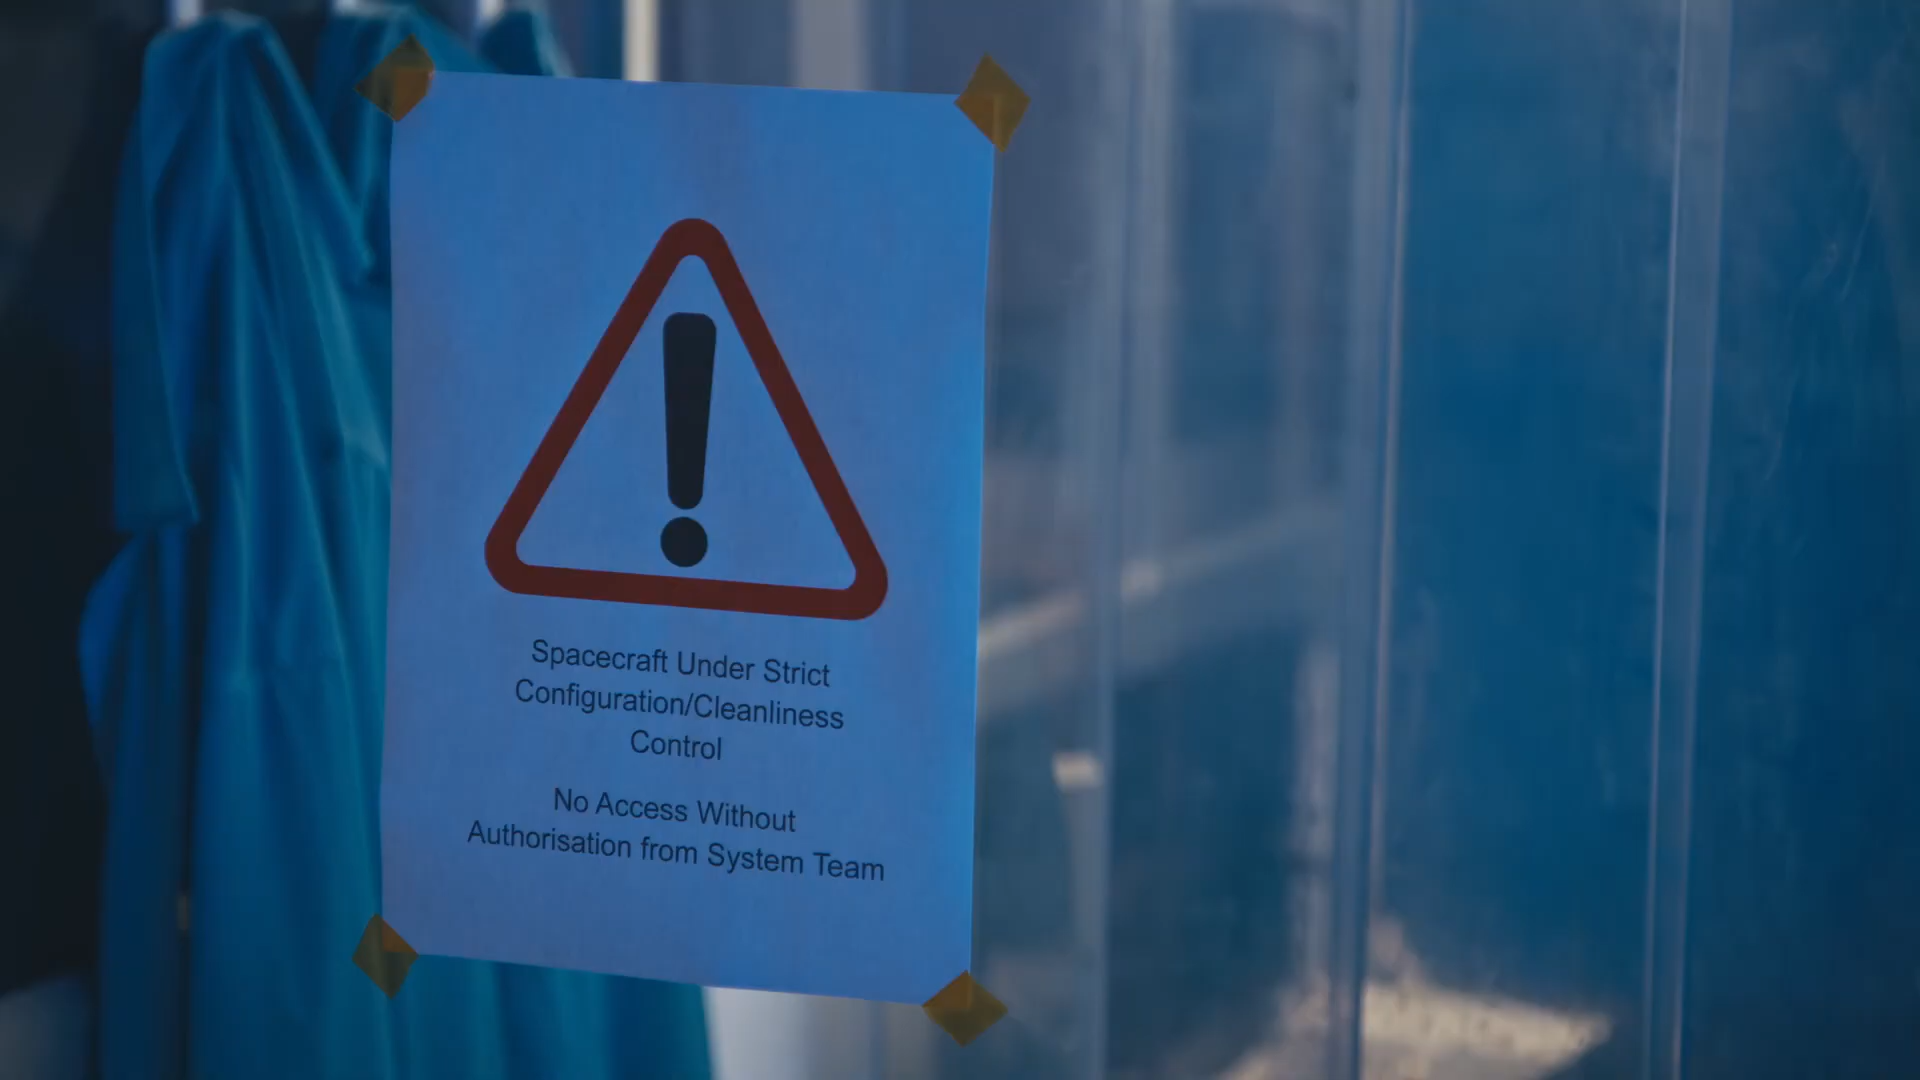 Spacecraft Under Strict
Configuration/Cleanliness
Control
No Access Without
Authorisation from System Team